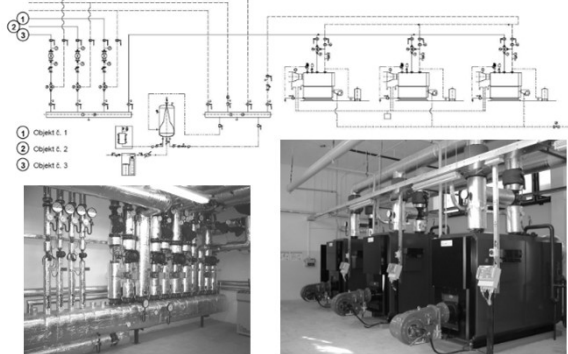 1
2
3
1 Objekt č. 1
2 Objekt č. 2
3 Objekt č. 3